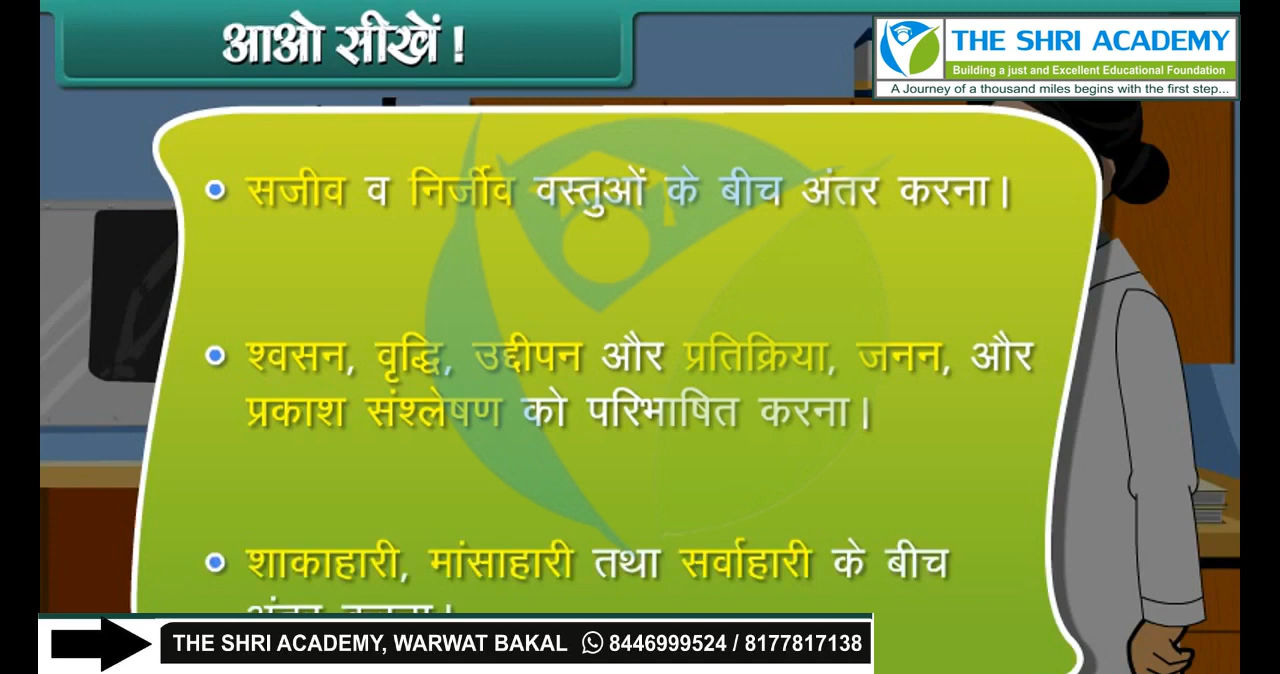 आओ सीखें!
THE SHRI ACADEMY
Building a just and Excellent Educational Foundation
A Journey of a thousand miles begins with the first step...
सजीव व निर्जीव वस्तुओं के बीच अंतर करना।
श्वसन, वृद्धि, उद्दीपन और प्रतिक्रिया, जनन, और
प्रकाश संश्लेषण को परिभाषित करना।
शाकाहारी, मांसाहारी तथा सर्वाहारी के बीच
अंतर करना।
THE SHRI ACADEMY, WARWAT BAKAL 8446999524 / 8177817138